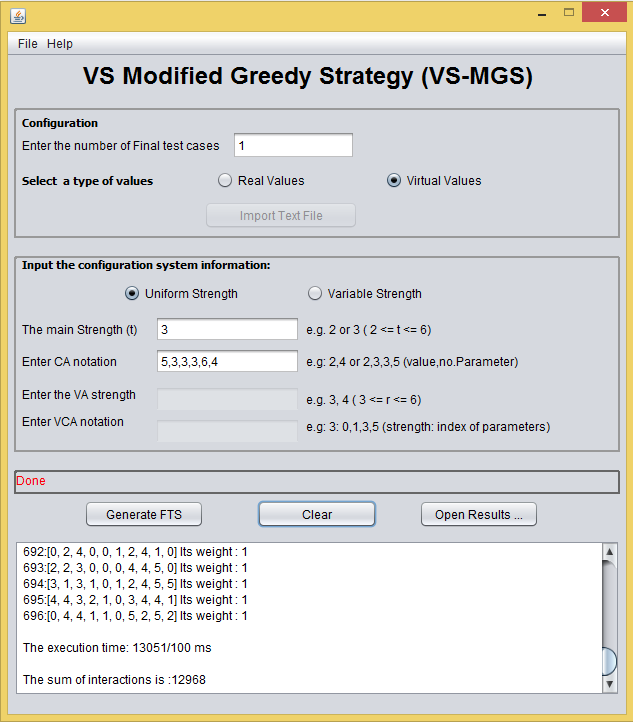 File Help
VS Modified Greedy Strategy (VS-MGS)
Configuration
Enter the number of Final test cases 1
Select a type of values Real Values Virtual Values
Import Text File
Input the configuration system information:
Uniform Strength Variable Strength
The main Strength (t) 3 e.g. 2 or 3 ( 2 <= t <= 6)
Enter CA notation 5,3,3,3,6,4 e.g: 2,4 or 2,3,3,5 (value,no.Parameter)
Enter the VA strength e.g. 3, 4 ( 3 <= r <= 6)
Enter VCA notation e.g: 3: 0,1,3,5 (strength: index of parameters)
Done
Generate FTS Clear Open Results ...
692:[0, 2, 4, 0, 0, 1, 2, 4, 1, 0] Its weight : 1
693:[2, 2, 3, 0, 0, 0, 4, 4, 5, 0] Its weight : 1
694:[3, 1, 3, 1, 0, 1, 2, 4, 5, 5] Its weight : 1
695:[4, 4, 3, 2, 1, 0, 3, 4, 4, 1] Its weight : 1
696:[0, 4, 4, 1, 1, 0, 5, 2, 5, 2] Its weight : 1
The execution time: 13051/100 ms
The sum of interactions is :12968